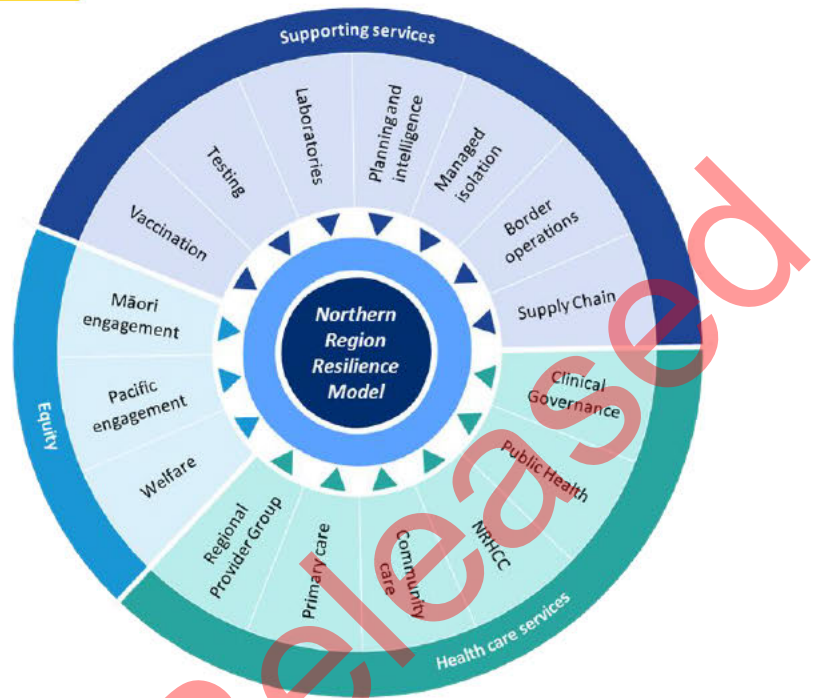 Supporting services
Vaccination
Testing
Laboratories
Planning and
intelligence
Managed
isolation
Border
operations
Supply Chain
Clinical
Governance
Public Health
NRHCC
Community
care
Primary care
Regional
Provider Group
Health care services
Welfare
Pacific
engagement
Māori
engagement
Equity
Northern
Region
Resilience
Model
eleased